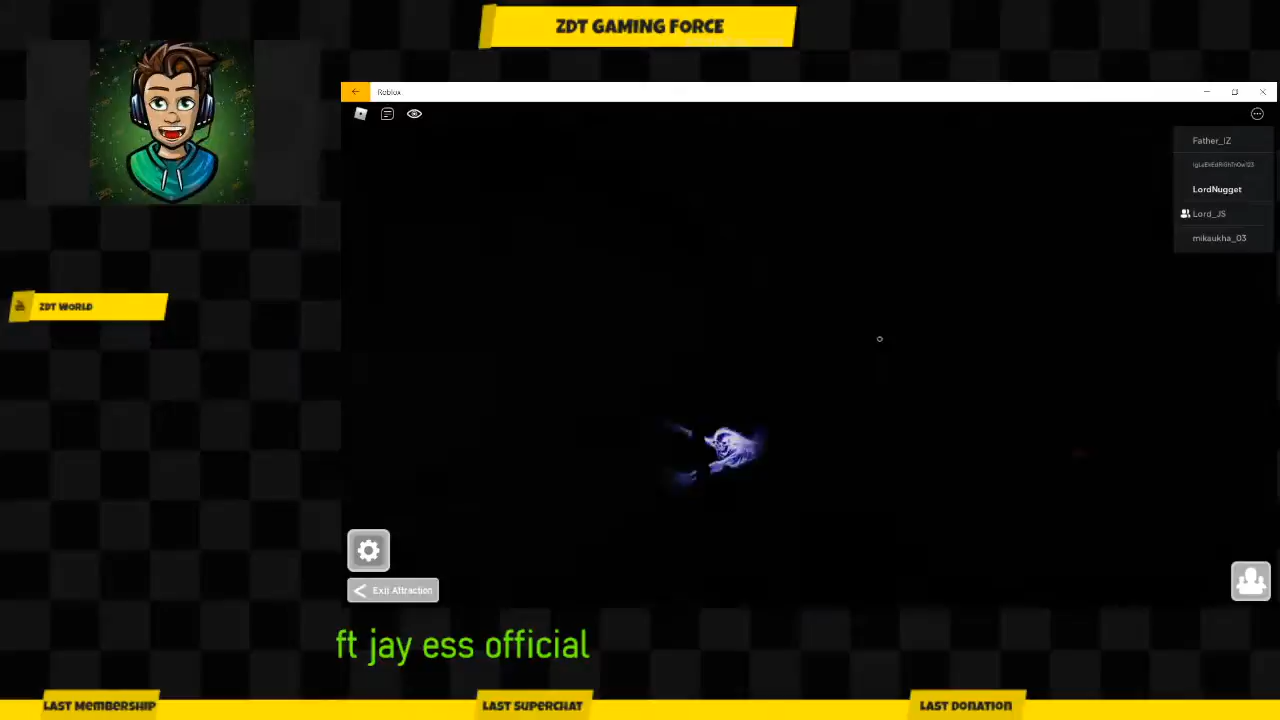 ZDT GAMING FORCE
Roblox
Father_IZ
LordNugget
Lord_JS
mikaukha_03
ZDT WORLD
Exit Attraction
ft jay ess official
LAST MEMBERSHIP
LAST SUPERCHAT
LAST DONATION